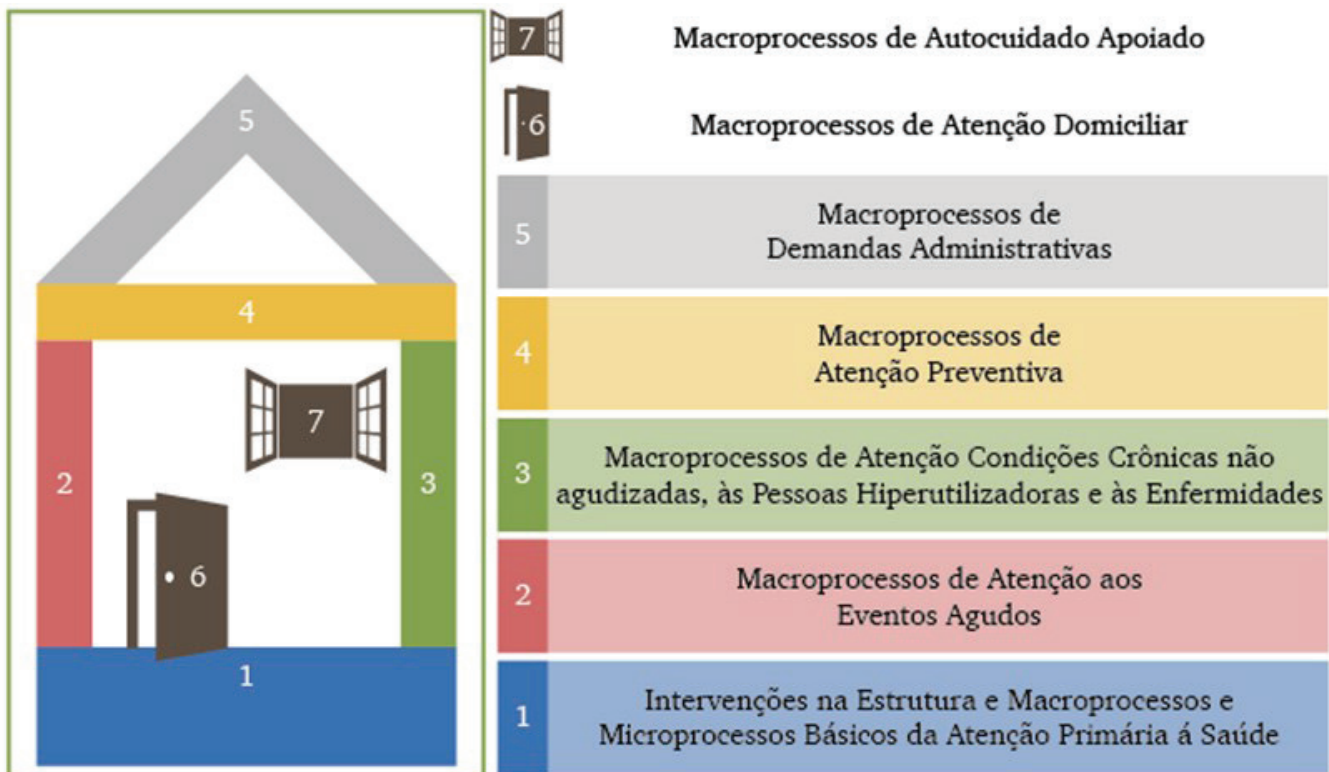 5
4
2
7
3
6
1
7
Macroprocessos de Autocuidado Apoiado
6
Macroprocessos de Atenção Domiciliar
5
Macroprocessos de
Demandas Administrativas
4
Macroprocessos de
Atenção Preventiva
3
Macroprocessos de Atenção Condições Crônicas não
agudizadas, às Pessoas Hiperutilizadoras e às Enfermidades
2
Macroprocessos de Atenção aos
Eventos Agudos
1
Intervenções na Estrutura e Macroprocessos e
Microprocessos Básicos da Atenção Primária á Saúde